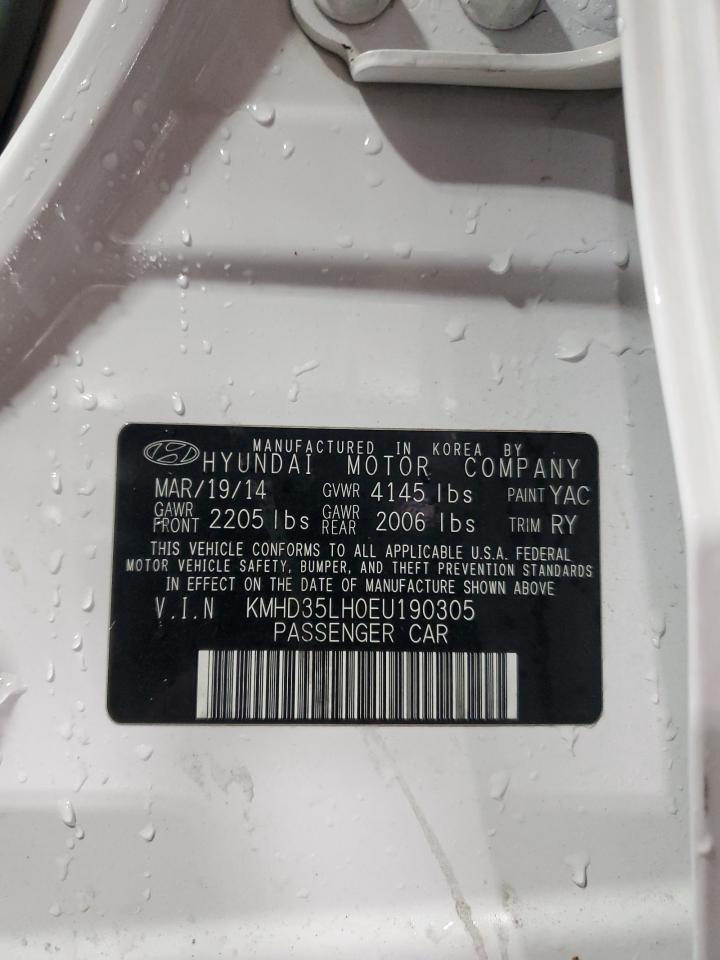 MANUFACTURED IN KOREA BY
HYUNDAI MOTOR COMPANY
MAR/19/14 GVWR 4145 lbs PAINT YAC
GAWR FRONT 2205 lbs GAWR REAR 2006 lbs TRIM RY
THIS VEHICLE CONFORMS TO ALL APPLICABLE U.S.A. FEDERAL
MOTOR VEHICLE SAFETY, BUMPER, AND THEFT PREVENTION STANDARDS
IN EFFECT ON THE DATE OF MANUFACTURE SHOWN ABOVE
V.I.N KMHD35LH0EU190305
PASSENGER CAR